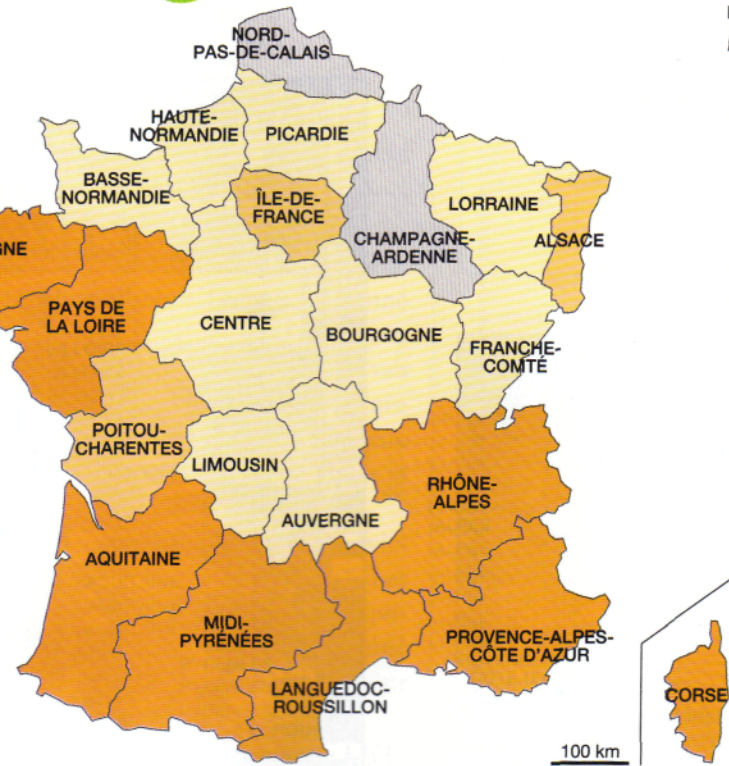 NORD-
PAS-DE-CALAIS
HAUTE-
NORMANDIE
PICARDIE
BASSE-
NORMANDIE
ÎLE-DE-
FRANCE
LORRAINE
CHAMPAGNE-
ARDENNE
ALSACE
GNE
PAYS DE
LA LOIRE
CENTRE
BOURGOGNE
FRANCHE-
COMTÉ
POITOU-
CHARENTES
LIMOUSIN
RHÔNE-
ALPES
AUVERGNE
AQUITAINE
MIDI-
PYRÉNÉES
PROVENCE-ALPES-
CÔTE D'AZUR
LANGUEDOC-
ROUSSILLON
CORSE
100 km